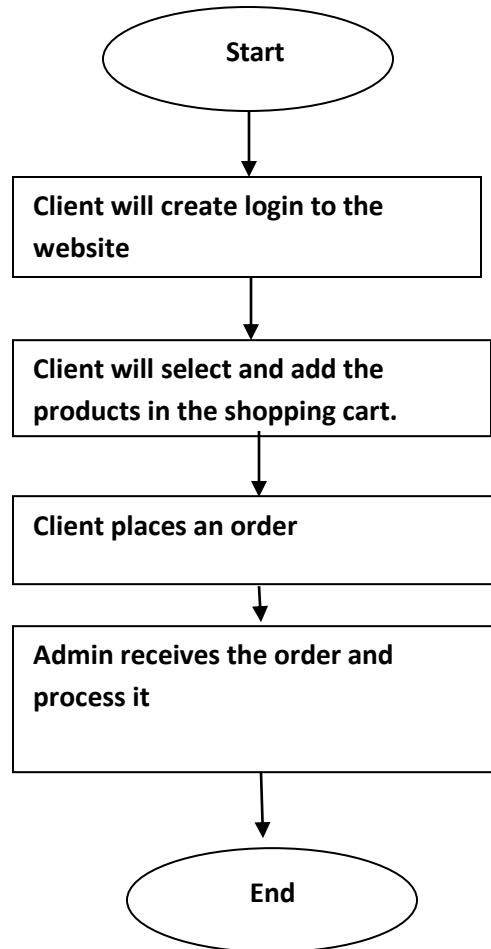 Start
Client will create login to the
website
Client will select and add the
products in the shopping cart.
Client places an order
Admin receives the order and
process it
End